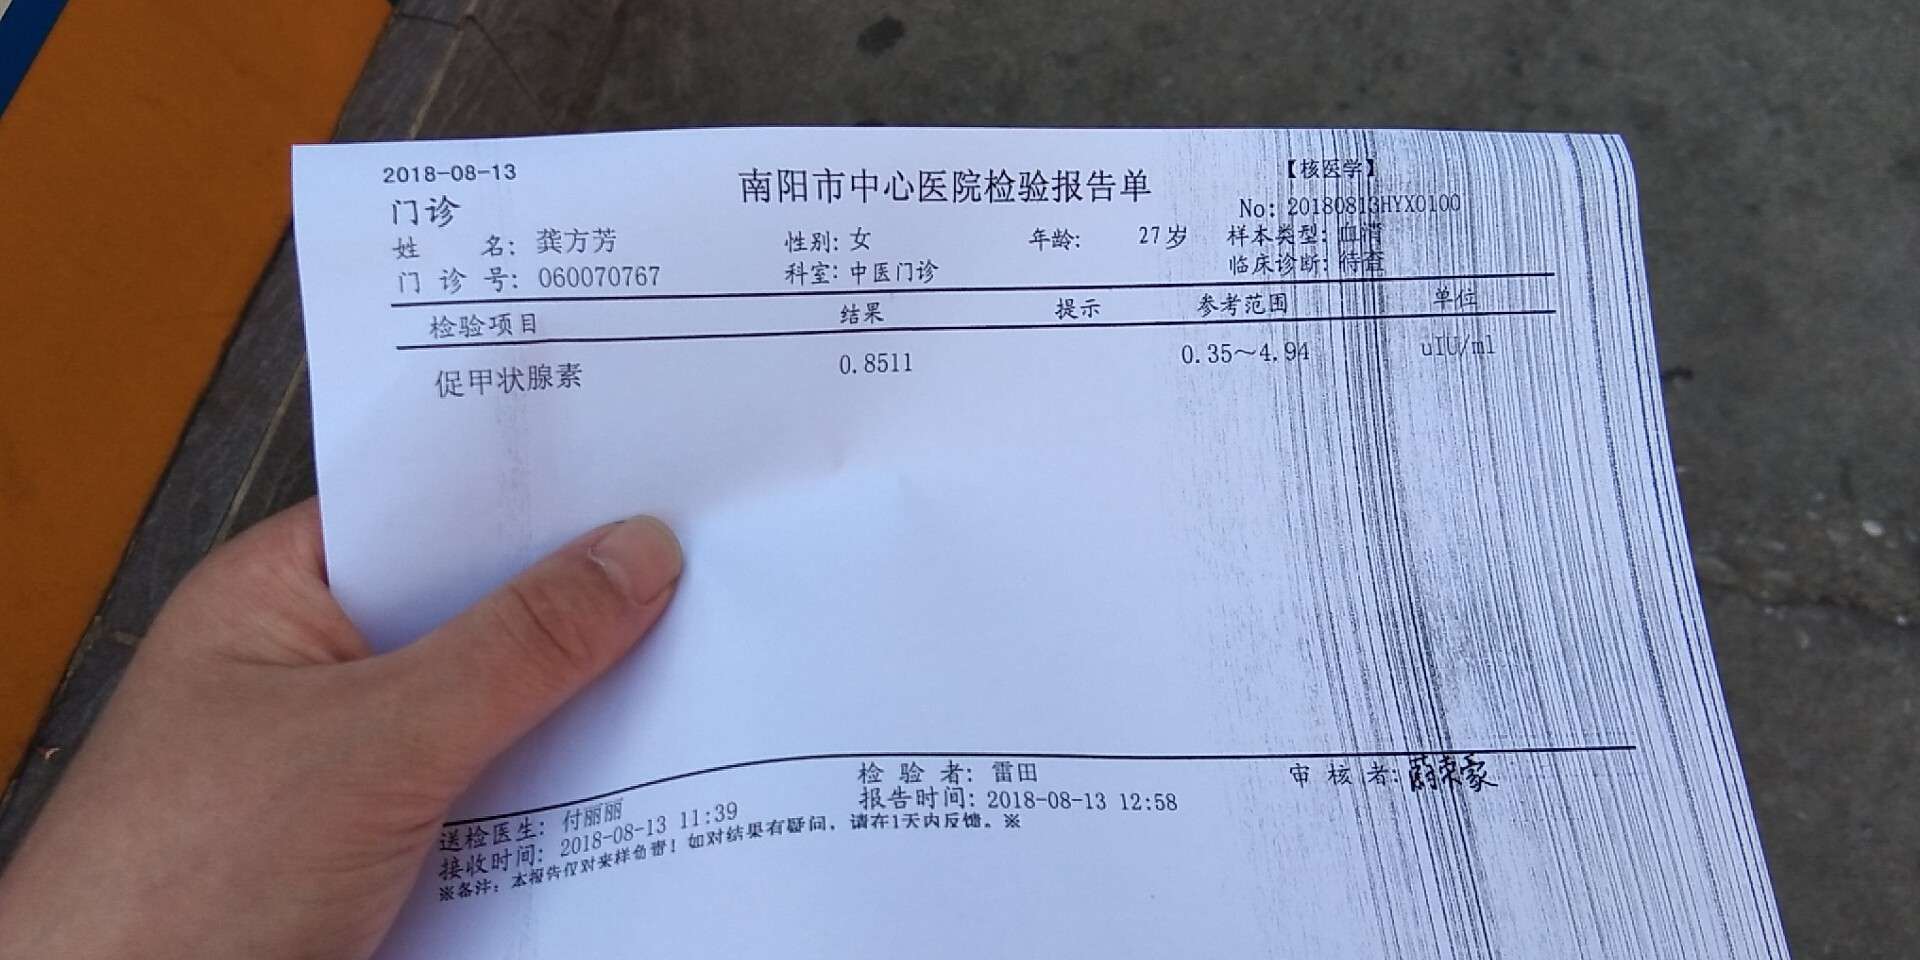 2018-08-13
南阳市中心医院检验报告单
【核医学】
门诊
No: 20180813HYX0100
姓 名: 龚方芳 性别: 女 年龄: 27岁 样本类型: 血清
门 诊 号: 060070767 科室: 中医门诊 临床诊断: 待查
检验项目 结果 提示 参考范围 单位
促甲状腺素 0.8511 0.35～4.94 uIU/ml
送检医生: 付丽丽 检 验 者: 雷田 审 核 者:
接收时间: 2018-08-13 11:39 报告时间: 2018-08-13 12:58
※备注: 本报告仅对来样负责! 如对结果有疑问, 请在1天内反馈。※